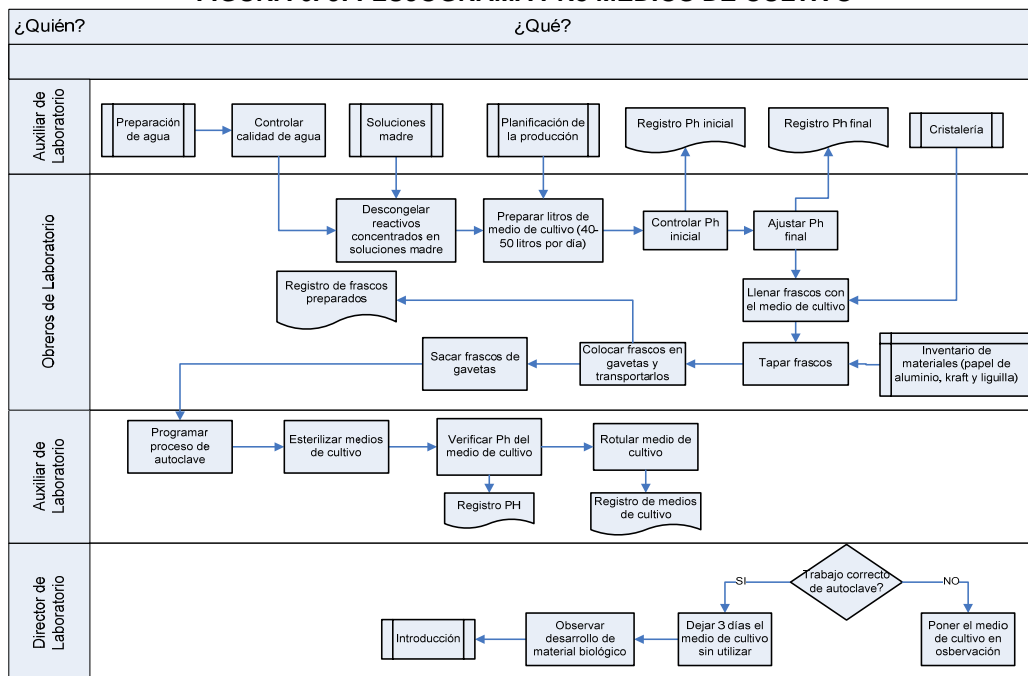 ¿Quién?
¿Qué?
Auxiliar de
Laboratorio
Preparación
de agua
Controlar
calidad de agua
Soluciones
madre
Planificación de
la producción
Registro Ph inicial
Registro Ph final
Cristalería
Obreros de Laboratorio
Descongelar
reactivos
concentrados en
soluciones madre
Preparar litros de
medio de cultivo (40-
50 litros por día)
Controlar Ph
inicial
Ajustar Ph
final
Registro de frascos
preparados
Llenar frascos con
el medio de cultivo
Sacar frascos de
gavetas
Colocar frascos en
gavetas y
transportarlos
Tapar frascos
Inventario de
materiales (papel de
aluminio, kraft y liguilla)
Auxiliar de
Laboratorio
Programar
proceso de
autoclave
Esterilizar medios
de cultivo
Verificar Ph del
medio de cultivo
Rotular medio de
cultivo
Registro PH
Registro de medios
de cultivo
Director de
Laboratorio
Trabajo correcto
de autoclave?
SI
NO
Introducción
Observar
desarrollo de
material biológico
Dejar 3 días el
medio de cultivo
sin utilizar
Poner el medio
de cultivo en
osbervación